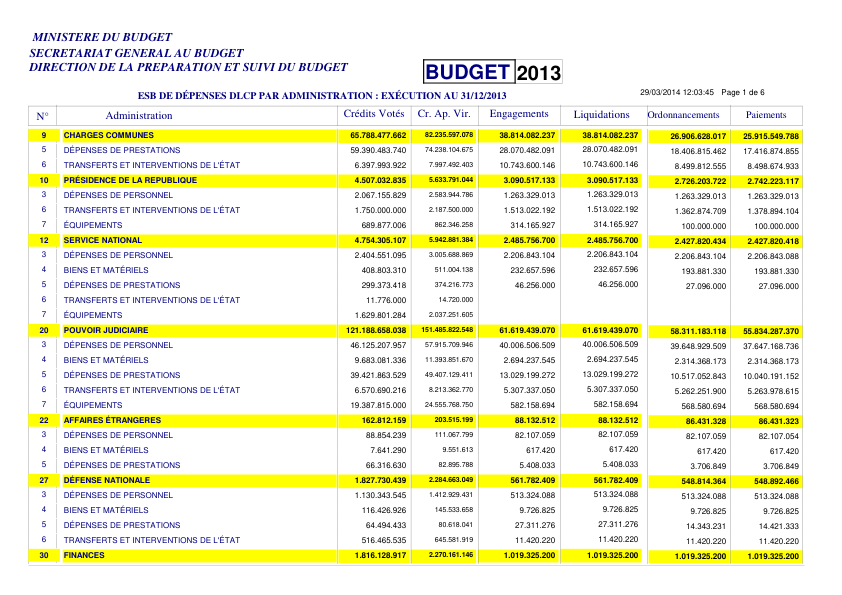 MINISTERE DU BUDGET
SECRETARIAT GENERAL AU BUDGET
DIRECTION DE LA PREPARATION ET SUIVI DU BUDGET
BUDGET 2013
ESB DE DÉPENSES DLCP PAR ADMINISTRATION : EXÉCUTION AU 31/12/2013
29/03/2014 12:03:45 Page 1 de 6
N° Administration Crédits Votés Cr. Ap. Vir. Engagements Liquidations Ordonnancements Paiements
9 CHARGES COMMUNES 65.788.477.662 82.235.597.078 38.814.082.237 38.814.082.237 26.906.628.017 25.915.549.788
5 DÉPENSES DE PRESTATIONS 59.390.483.740 74.238.104.675 28.070.482.091 28.070.482.091 18.406.815.462 17.416.874.855
6 TRANSFERTS ET INTERVENTIONS DE L'ÉTAT 6.397.993.922 7.997.492.403 10.743.600.146 10.743.600.146 8.499.812.555 8.498.674.933
10 PRÉSIDENCE DE LA REPUBLIQUE 4.507.032.835 5.633.791.044 3.090.517.133 3.090.517.133 2.726.203.722 2.742.223.117
3 DÉPENSES DE PERSONNEL 2.067.155.829 2.583.944.786 1.263.329.013 1.263.329.013 1.263.329.013 1.263.329.013
6 TRANSFERTS ET INTERVENTIONS DE L'ÉTAT 1.750.000.000 2.187.500.000 1.513.022.192 1.513.022.192 1.362.874.709 1.378.894.104
7 ÉQUIPEMENTS 689.877.006 862.346.258 314.165.927 314.165.927 100.000.000 100.000.000
12 SERVICE NATIONAL 4.754.305.107 5.942.881.384 2.485.756.700 2.485.756.700 2.427.820.434 2.427.820.418
3 DÉPENSES DE PERSONNEL 2.404.551.095 3.005.688.869 2.206.843.104 2.206.843.104 2.206.843.104 2.206.843.088
4 BIENS ET MATÉRIELS 408.803.310 511.004.138 232.657.596 232.657.596 193.881.330 193.881.330
5 DÉPENSES DE PRESTATIONS 299.373.418 374.216.773 46.256.000 46.256.000 27.096.000 27.096.000
6 TRANSFERTS ET INTERVENTIONS DE L'ÉTAT 11.776.000 14.720.000
7 ÉQUIPEMENTS 1.629.801.284 2.037.251.605
20 POUVOIR JUDICIAIRE 121.188.658.038 151.485.822.548 61.619.439.070 61.619.439.070 58.311.183.118 55.834.287.370
3 DÉPENSES DE PERSONNEL 46.125.207.957 57.915.709.946 40.006.506.509 40.006.506.509 39.648.929.509 37.647.168.736
4 BIENS ET MATÉRIELS 9.683.081.336 11.393.851.670 2.694.237.545 2.694.237.545 2.314.368.173 2.314.368.173
5 DÉPENSES DE PRESTATIONS 39.421.863.529 49.407.129.411 13.029.199.272 13.029.199.272 10.517.052.843 10.040.191.152
6 TRANSFERTS ET INTERVENTIONS DE L'ÉTAT 6.570.690.216 8.213.362.770 5.307.337.050 5.307.337.050 5.262.251.900 5.263.978.615
7 ÉQUIPEMENTS 19.387.815.000 24.555.768.750 582.158.694 582.158.694 568.580.694 568.580.694
22 AFFAIRES ÉTRANGERES 162.812.159 203.515.199 88.132.512 88.132.512 86.431.328 86.431.323
3 DÉPENSES DE PERSONNEL 88.854.239 111.067.799 82.107.059 82.107.059 82.107.059 82.107.054
4 BIENS ET MATÉRIELS 7.641.290 9.551.613 617.420 617.420 617.420 617.420
5 DÉPENSES DE PRESTATIONS 66.316.630 82.895.788 5.408.033 5.408.033 3.706.849 3.706.849
27 DÉFENSE NATIONALE 1.827.730.439 2.284.663.049 561.782.409 561.782.409 548.814.364 548.892.466
3 DÉPENSES DE PERSONNEL 1.130.343.545 1.412.929.431 513.324.088 513.324.088 513.324.088 513.324.088
4 BIENS ET MATÉRIELS 116.426.926 145.533.658 9.726.825 9.726.825 9.726.825 9.726.825
5 DÉPENSES DE PRESTATIONS 64.494.433 80.618.041 27.311.276 27.311.276 14.343.231 14.421.333
6 TRANSFERTS ET INTERVENTIONS DE L'ÉTAT 516.465.535 645.581.919 11.420.220 11.420.220 11.420.220 11.420.220
30 FINANCES 1.816.128.917 2.270.161.146 1.019.325.200 1.019.325.200 1.019.325.200 1.019.325.200